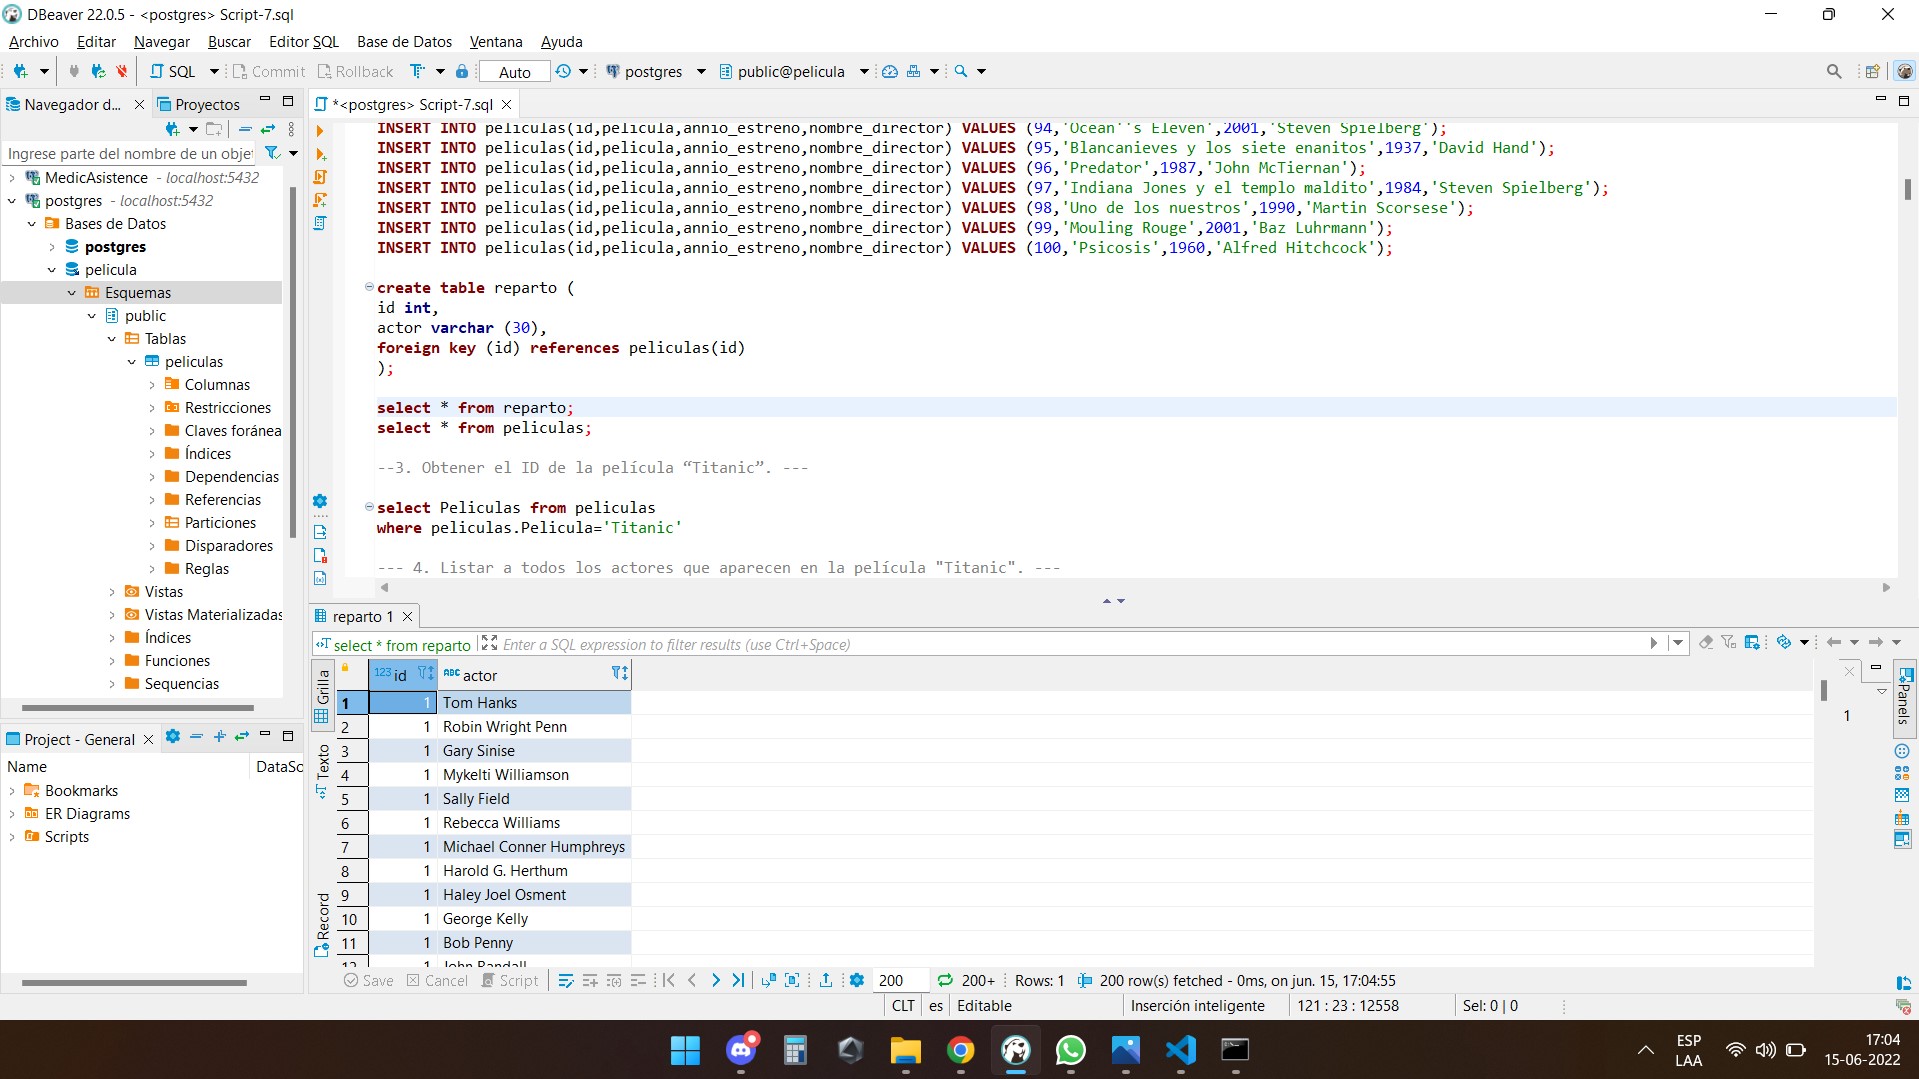 DBeaver 22.0.5 - <postgres> Script-7.sql
Archivo Editar Navegar Buscar Editor SQL Base de Datos Ventana Ayuda
SQL Commit Rollback Auto postgres public@pelicula
Navegador d... Proyectos
*<postgres> Script-7.sql
Ingrese parte del nombre de un obje
MedicAsistence - localhost:5432
postgres - localhost:5432
Bases de Datos
postgres
pelicula
Esquemas
public
Tablas
peliculas
Columnas
Restricciones
Claves foránea
Índices
Dependencias
Referencias
Particiones
Disparadores
Reglas
Vistas
Vistas Materializadas
Índices
Funciones
Sequencias
INSERT INTO peliculas(id,pelicula,annio_estreno,nombre_director) VALUES (94,'Ocean''s Eleven',2001,'Steven Spielberg');
INSERT INTO peliculas(id,pelicula,annio_estreno,nombre_director) VALUES (95,'Blancanieves y los siete enanitos',1937,'David Hand');
INSERT INTO peliculas(id,pelicula,annio_estreno,nombre_director) VALUES (96,'Predator',1987,'John McTiernan');
INSERT INTO peliculas(id,pelicula,annio_estreno,nombre_director) VALUES (97,'Indiana Jones y el templo maldito',1984,'Steven Spielberg');
INSERT INTO peliculas(id,pelicula,annio_estreno,nombre_director) VALUES (98,'Uno de los nuestros',1990,'Martin Scorsese');
INSERT INTO peliculas(id,pelicula,annio_estreno,nombre_director) VALUES (99,'Mouling Rouge',2001,'Baz Luhrmann');
INSERT INTO peliculas(id,pelicula,annio_estreno,nombre_director) VALUES (100,'Psicosis',1960,'Alfred Hitchcock');
create table reparto (
id int,
actor varchar (30),
foreign key (id) references peliculas(id)
);
select * from reparto;
select * from peliculas;
--3. Obtener el ID de la película “Titanic”. ---
select Peliculas from peliculas
where peliculas.Pelicula='Titanic'
--- 4. Listar a todos los actores que aparecen en la película "Titanic". ---
Project - General
Name DataSo
Bookmarks
ER Diagrams
Scripts
reparto 1
select * from reparto Enter a SQL expression to filter results (use Ctrl+Space)
Grilla
Texto
Record
Panels
123 id ABC actor
1 1 Tom Hanks
2 1 Robin Wright Penn
3 1 Gary Sinise
4 1 Mykelti Williamson
5 1 Sally Field
6 1 Rebecca Williams
7 1 Michael Conner Humphreys
8 1 Harold G. Herthum
9 1 Haley Joel Osment
10 1 George Kelly
11 1 Bob Penny
12 1 John Randall
1
Save Cancel Script 200 200+ Rows: 1 200 row(s) fetched - 0ms, on jun. 15, 17:04:55
CLT es Editable Inserción inteligente 121 : 23 : 12558 Sel: 0 | 0
ESP
LAA
17:04
15-06-2022